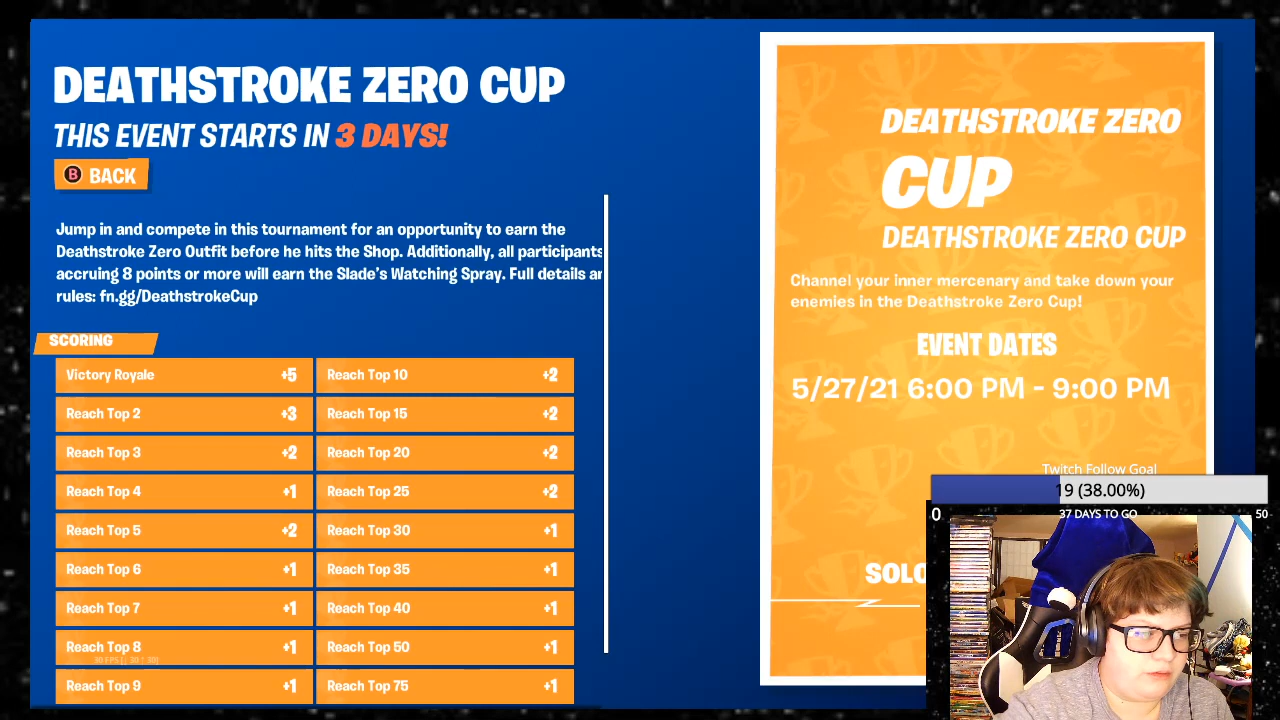 DEATHSTROKE ZERO CUP
THIS EVENT STARTS IN 3 DAYS!
B BACK
Jump in and compete in this tournament for an opportunity to earn the
Deathstroke Zero Outfit before he hits the Shop. Additionally, all participants
accruing 8 points or more will earn the Slade's Watching Spray. Full details
rules: fn.gg/DeathstrokeCup
SCORING
Victory Royale +5
Reach Top 10 +2
Reach Top 2 +3
Reach Top 15 +2
Reach Top 3 +2
Reach Top 20 +2
Reach Top 4 +1
Reach Top 25 +2
Reach Top 5 +2
Reach Top 30 +1
Reach Top 6 +1
Reach Top 35 +1
Reach Top 7 +1
Reach Top 40 +1
Reach Top 8 +1
Reach Top 50 +1
Reach Top 9 +1
Reach Top 75 +1
DEATHSTROKE ZERO
CUP
DEATHSTROKE ZERO CUP
Channel your inner mercenary and take down your
enemies in the Deathstroke Zero Cup!
EVENT DATES
5/27/21 6:00 PM - 9:00 PM
Twitch Follow Goal
19 (38.00%)
0 37 DAYS TO GO 50